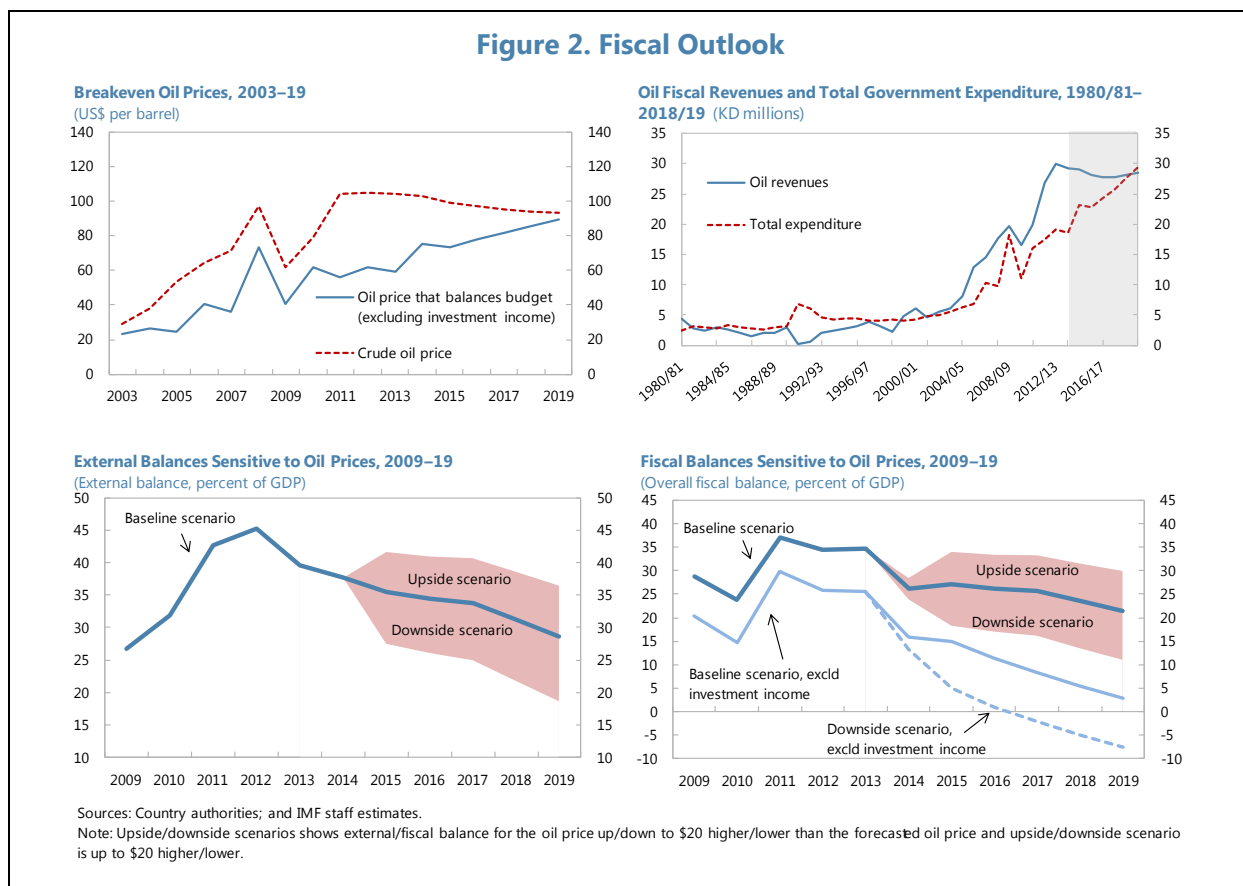 Figure 2. Fiscal Outlook
Breakeven Oil Prices, 2003–19
(US$ per barrel)
140
120
100
80
60
40
20
0
140
120
100
80
60
40
20
0
Oil price that balances budget
(excluding investment income)
Crude oil price
2003 2005 2007 2009 2011 2013 2015 2017 2019
Oil Fiscal Revenues and Total Government Expenditure, 1980/81–
2018/19 (KD millions)
35
30
25
20
15
10
5
0
35
30
25
20
15
10
5
0
Oil revenues
Total expenditure
1980/81 1984/85 1988/89 1992/93 1996/97 2000/01 2004/05 2008/09 2012/13 2016/17
External Balances Sensitive to Oil Prices, 2009–19
(External balance, percent of GDP)
50
45
40
35
30
25
20
15
10
50
45
40
35
30
25
20
15
10
Baseline scenario
Upside scenario
Downside scenario
2009 2010 2011 2012 2013 2014 2015 2016 2017 2018 2019
Fiscal Balances Sensitive to Oil Prices, 2009–19
(Overall fiscal balance, percent of GDP)
45
40
35
30
25
20
15
10
5
0
-5
-10
45
40
35
30
25
20
15
10
5
0
-5
-10
Baseline scenario
Upside scenario
Downside scenario
Baseline scenario, excld
investment income
Downside scenario,
excld investment income
2009 2010 2011 2012 2013 2014 2015 2016 2017 2018 2019
Sources: Country authorities; and IMF staff estimates.
Note: Upside/downside scenarios shows external/fiscal balance for the oil price up/down to $20 higher/lower than the forecasted oil price and upside/downside scenario
is up to $20 higher/lower.